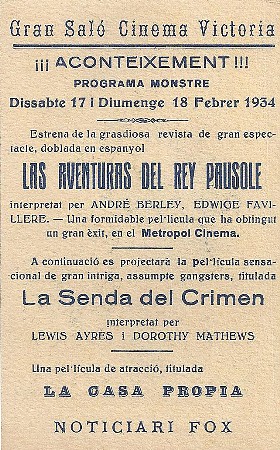 Gran Saló Cinema Victoria
¡¡¡ ACONTEIXEMENT !!!
PROGRAMA MONSTRE
Dissabte 17 i Diumenge 18 Febrer 1934
Estrena de la grasdiosa revista de gran espec-
tacle, doblada en espanyol
LAS AVENTURAS DEL REY PAUSOLE
interpretat per ANDRÉ BERLEY, EDWIGE FAVI-
LLERE. — Una formidable pel·lícula que ha obtingut
un gran èxit, en el Metropol Cinema.
A continuació es projectarà la pel·lícula sensa-
cional de gran intriga, assumpte gangsters, titulada
La Senda del Crimen
interpretat per
LEWIS AYRES i DOROTHY MATHEWS
Una pel·lícula de atracció, titulada
LA CASA PROPIA
NOTICIARI FOX